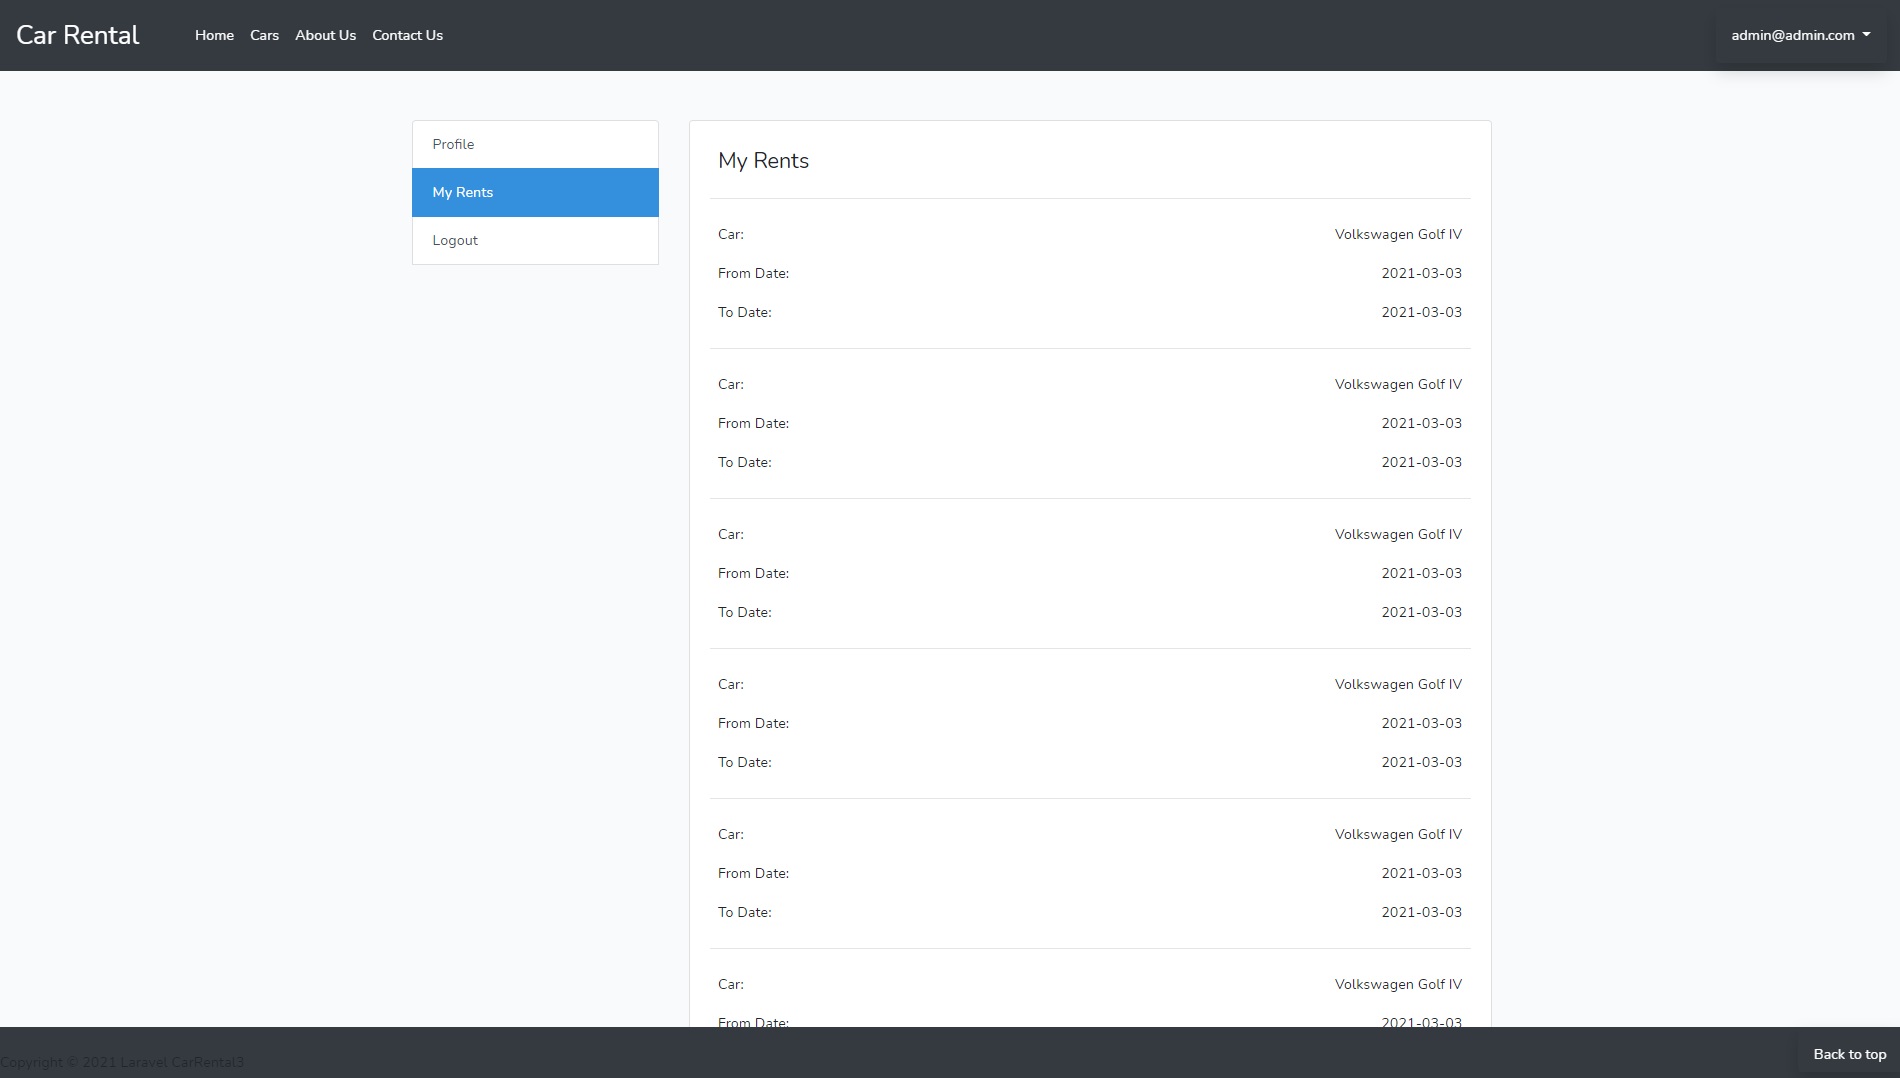 Car Rental Home Cars About Us Contact Us admin@admin.com
Profile
My Rents
Logout
My Rents
Car: Volkswagen Golf IV
From Date: 2021-03-03
To Date: 2021-03-03
Car: Volkswagen Golf IV
From Date: 2021-03-03
To Date: 2021-03-03
Car: Volkswagen Golf IV
From Date: 2021-03-03
To Date: 2021-03-03
Car: Volkswagen Golf IV
From Date: 2021-03-03
To Date: 2021-03-03
Car: Volkswagen Golf IV
From Date: 2021-03-03
To Date: 2021-03-03
Car: Volkswagen Golf IV
From Date: 2021-03-03
Copyright © 2021 Laravel CarRental3 Back to top